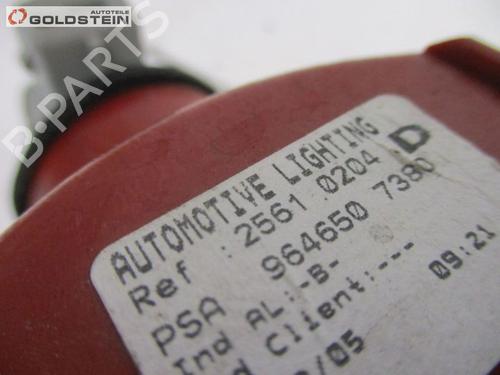 AUTOTEILE
GOLDSTEIN
B-PARTS
AUTOMOTIVE LIGHTING
Ref : 2561 0204 D
PSA 964650 7380
Ind AL:-B-
d Client:---
09:21
/05